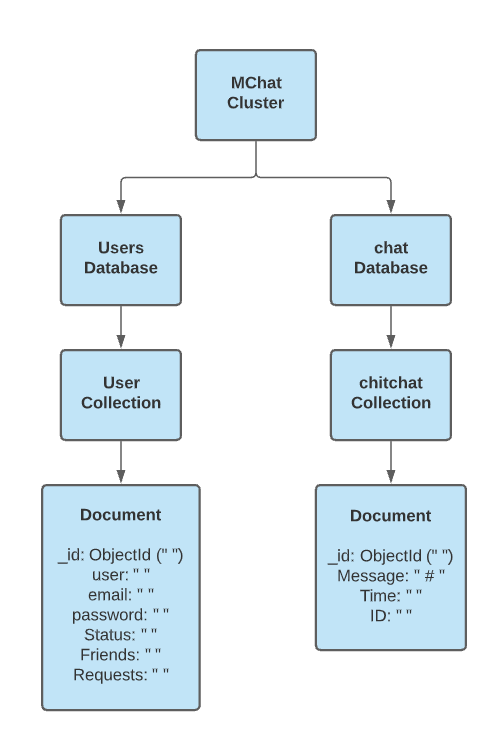 MChat
Cluster
Users
Database
chat
Database
User
Collection
chitchat
Collection
Document
_id: ObjectId (" ")
user: " "
email: " "
password: " "
Status: " "
Friends: " "
Requests: " "
Document
_id: ObjectId (" ")
Message: " # "
Time: " "
ID: " "